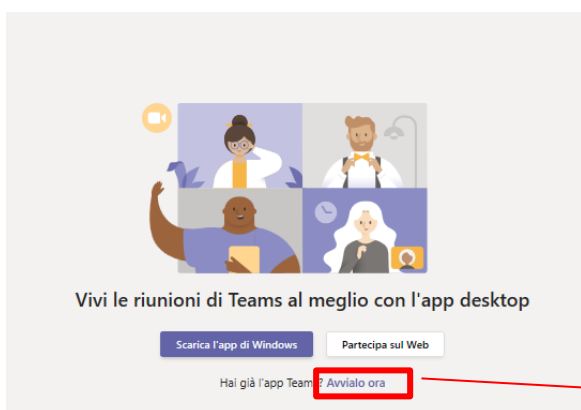 Vivi le riunioni di Teams al meglio con l'app desktop
Scarica l'app di Windows
Partecipa sul Web
Hai già l'app Team ? Avvialo ora